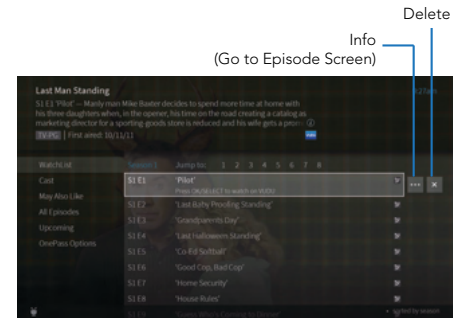 Delete
Info
(Go to Episode Screen)
Last Man Standing
S1 E1 'Pilot' — Manly man Mike Baxter decides to spend more time at home with
his three daughters when, in the opener, his time on the road creating a catalog as
marketing director for a sporting-goods store is reduced and his wife gets a prom
TV-PG First aired: 10/11/11
WatchList Season 1 Jump to: 1 2 3 4 5 6 7 8
Cast
May Also Like
All Episodes
Upcoming
OnePass Options
S1 E1 'Pilot'
Press OK/SELECT to watch on VUDU
S1 E2 'Last Baby Proofing Standing'
S1 E3 'Grandparents Day'
S1 E4 'Last Halloween Standing'
S1 E5 'Co-Ed Softball'
S1 E6 'Good Cop, Bad Cop'
S1 E7 'Home Security'
S1 E8 'House Rules'
S1 E9
sorted by season